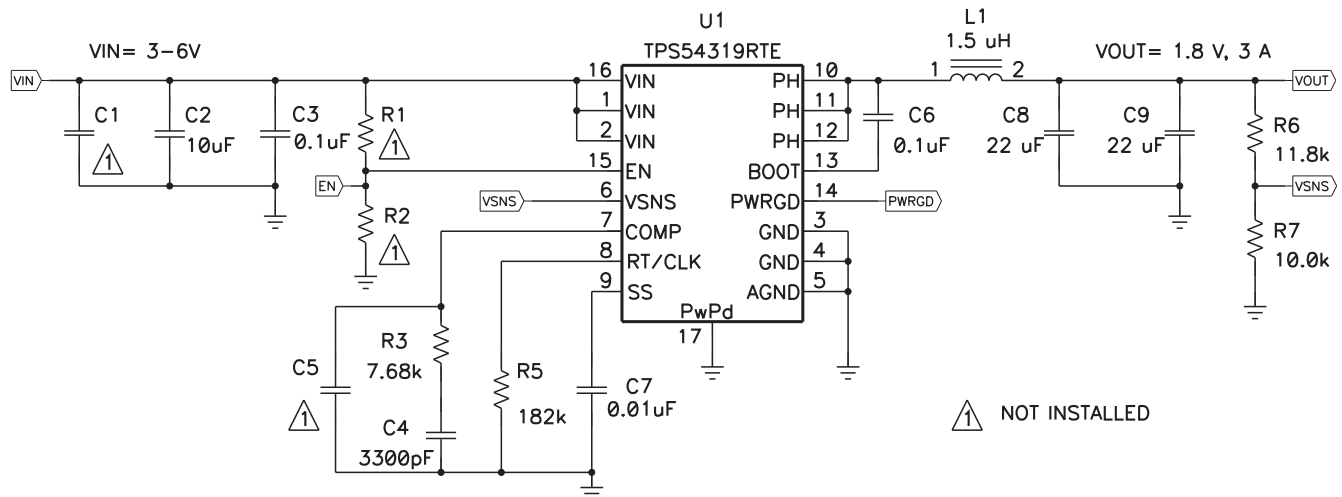 U1
TPS54319RTE
L1
1.5 uH
VIN= 3-6V
VOUT= 1.8 V, 3 A
VIN
VOUT
16 VIN
1 VIN
2 VIN
15 EN
6 VSNS
7 COMP
8 RT/CLK
9 SS
PH 10
PH 11
PH 12
BOOT 13
PWRGD 14
GND 3
GND 4
AGND 5
PwPd
17
1 2
C1
1
C2
10uF
C3
0.1uF
R1
1
EN
R2
1
VSNS
C6
0.1uF
PWRGD
C8
22 uF
C9
22 uF
R6
11.8k
VSNS
R7
10.0k
C5
1
R3
7.68k
C4
3300pF
R5
182k
C7
0.01uF
1 NOT INSTALLED